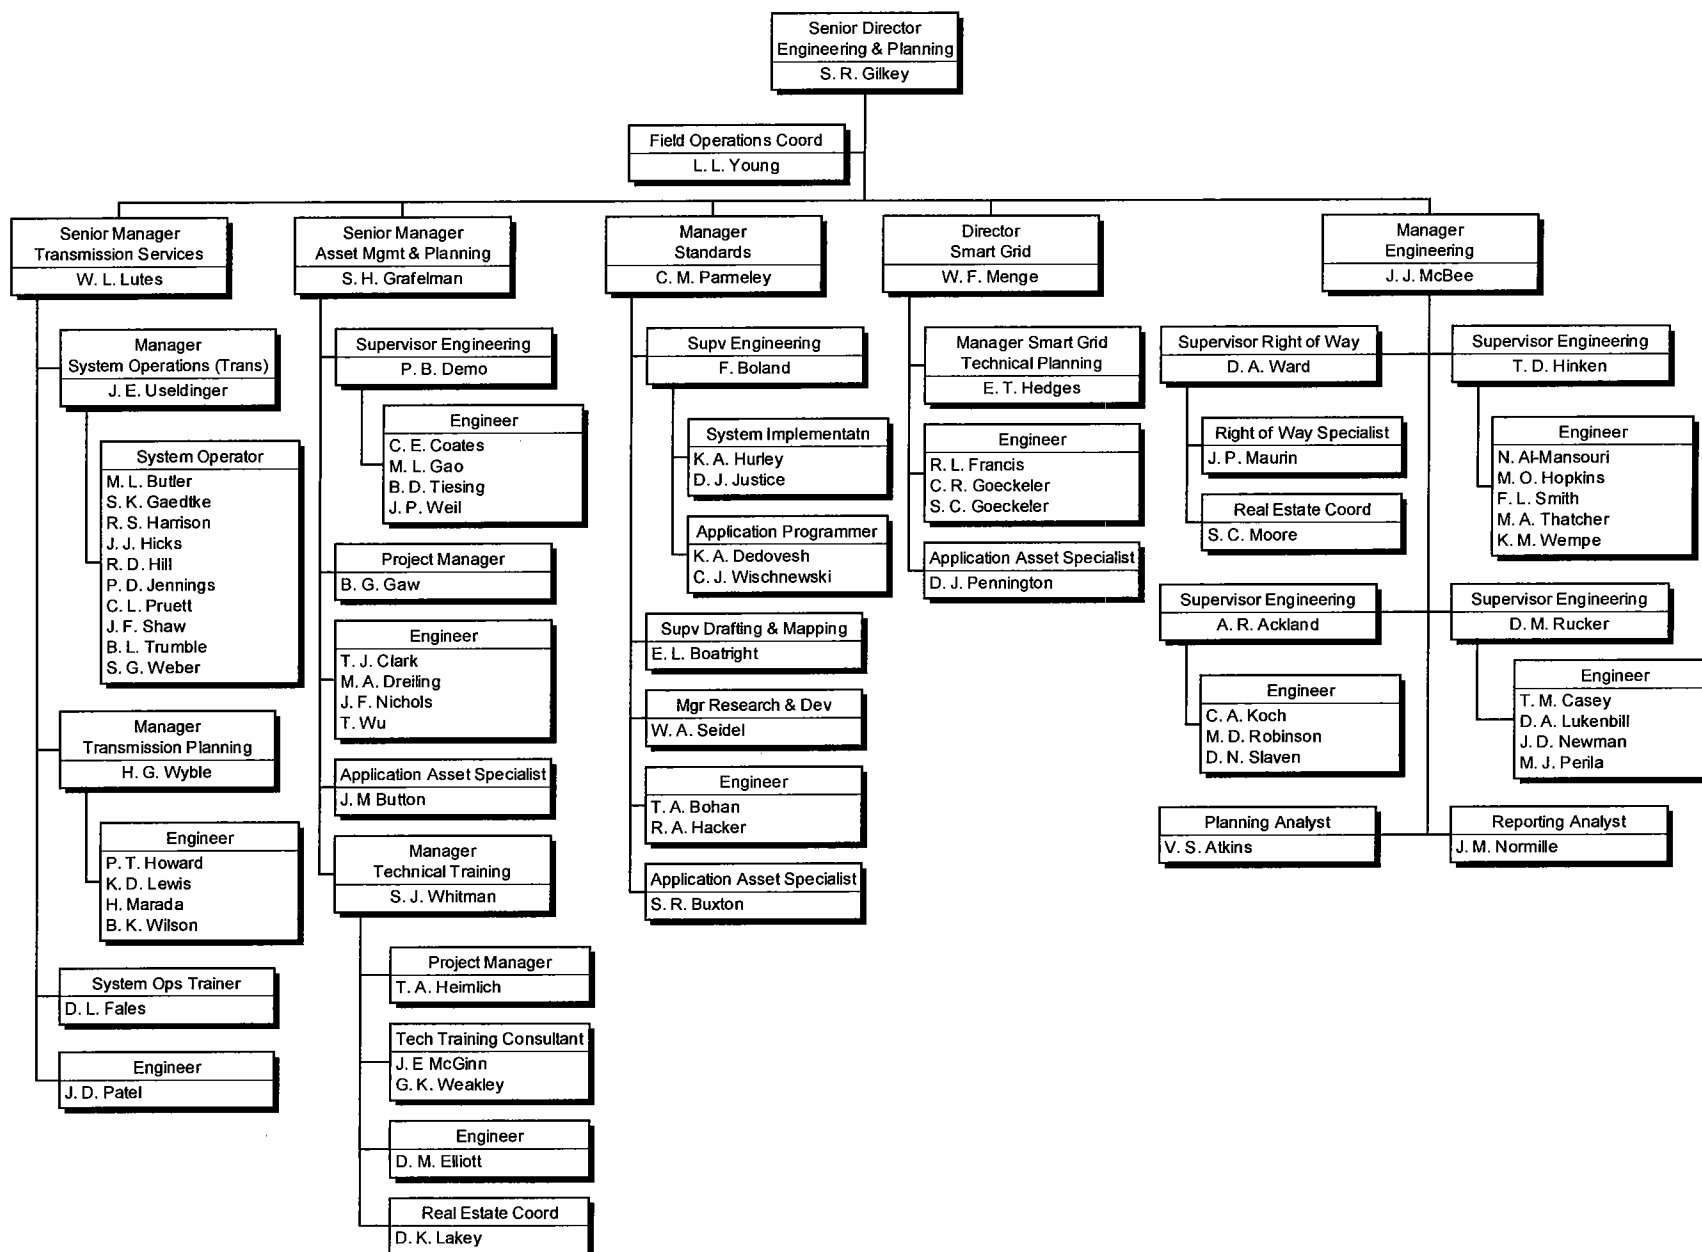 Senior Director
Engineering & Planning
S. R. Gilkey
Field Operations Coord
L. L. Young
Senior Manager
Transmission Services
W. L. Lutes
Manager
System Operations (Trans)
J. E. Useldinger
System Operator
M. L. Butler
S. K. Gaedtke
R. S. Harrison
J. J. Hicks
R. D. Hill
P. D. Jennings
C. L. Pruett
J. F. Shaw
B. L. Trumble
S. G. Weber
Manager
Transmission Planning
H. G. Wyble
Engineer
P. T. Howard
K. D. Lewis
H. Marada
B. K. Wilson
System Ops Trainer
D. L. Fales
Engineer
J. D. Patel
Senior Manager
Asset Mgmt & Planning
S. H. Grafelman
Supervisor Engineering
P. B. Demo
Engineer
C. E. Coates
M. L. Gao
B. D. Tiesing
J. P. Weil
Project Manager
B. G. Gaw
Engineer
T. J. Clark
M. A. Dreiling
J. F. Nichols
T. Wu
Application Asset Specialist
J. M Button
Manager
Technical Training
S. J. Whitman
Project Manager
T. A. Heimlich
Tech Training Consultant
J. E McGinn
G. K. Weakley
Engineer
D. M. Elliott
Real Estate Coord
D. K. Lakey
Manager
Standards
C. M. Parmeley
Supv Engineering
F. Boland
System Implementatn
K. A. Hurley
D. J. Justice
Application Programmer
K. A. Dedovesh
C. J. Wischnewski
Supv Drafting & Mapping
E. L. Boatright
Mgr Research & Dev
W. A. Seidel
Engineer
T. A. Bohan
R. A. Hacker
Application Asset Specialist
S. R. Buxton
Director
Smart Grid
W. F. Menge
Manager Smart Grid
Technical Planning
E. T. Hedges
Engineer
R. L. Francis
C. R. Goeckeler
S. C. Goeckeler
Application Asset Specialist
D. J. Pennington
Manager
Engineering
J. J. McBee
Supervisor Right of Way
D. A. Ward
Right of Way Specialist
J. P. Maurin
Real Estate Coord
S. C. Moore
Supervisor Engineering
T. D. Hinken
Engineer
N. Al-Mansouri
M. O. Hopkins
F. L. Smith
M. A. Thatcher
K. M. Wempe
Supervisor Engineering
A. R. Ackland
Engineer
C. A. Koch
M. D. Robinson
D. N. Slaven
Supervisor Engineering
D. M. Rucker
Engineer
T. M. Casey
D. A. Lukenbill
J. D. Newman
M. J. Perila
Planning Analyst
V. S. Atkins
Reporting Analyst
J. M. Normille